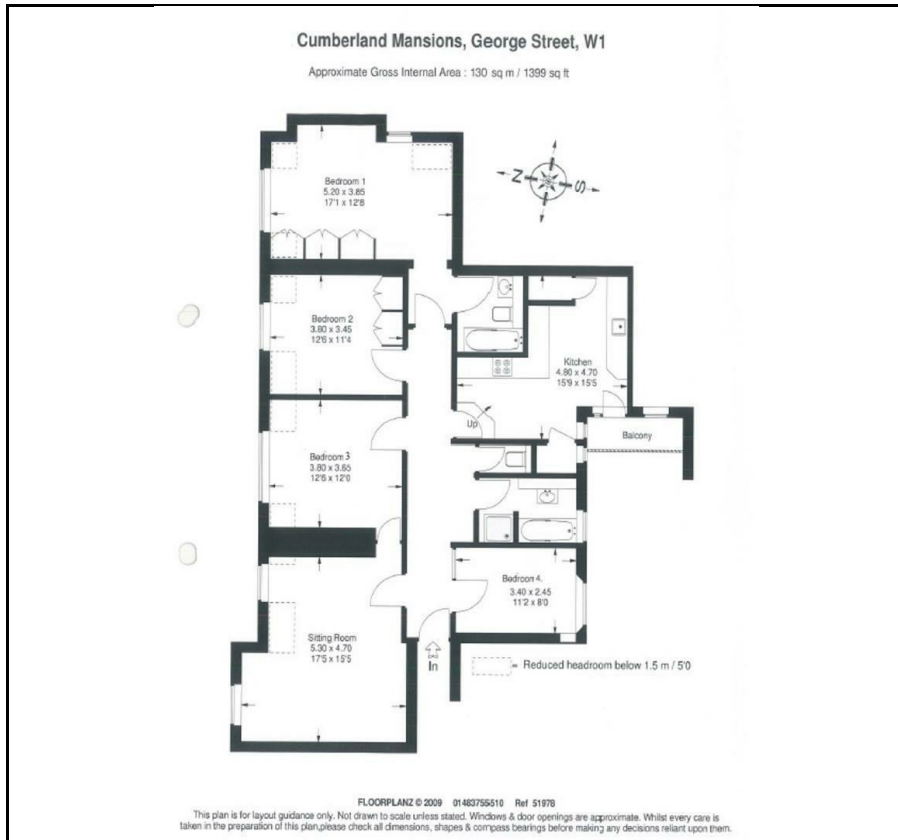 Cumberland Mansions, George Street, W1
Approximate Gross Internal Area : 130 sq m / 1399 sq ft
Bedroom 1
5.20 x 3.85
17'1 x 12'8
N
S
Bedroom 2
3.80 x 3.45
12'6 x 11'4
Kitchen
4.80 x 4.70
15'9 x 15'5
Up
Balcony
Bedroom 3
3.80 x 3.65
12'6 x 12'0
Bedroom 4
3.40 x 2.45
11'2 x 8'0
Sitting Room
5.30 x 4.70
17'5 x 15'5
In
= Reduced headroom below 1.5 m / 5'0
FLOORPLANZ © 2009 01483755510 Ref 51978
This plan is for layout guidance only. Not drawn to scale unless stated. Windows & door openings are approximate. Whilst every care is
taken in the preparation of this plan,please check all dimensions, shapes & compass bearings before making any decisions reliant upon them.